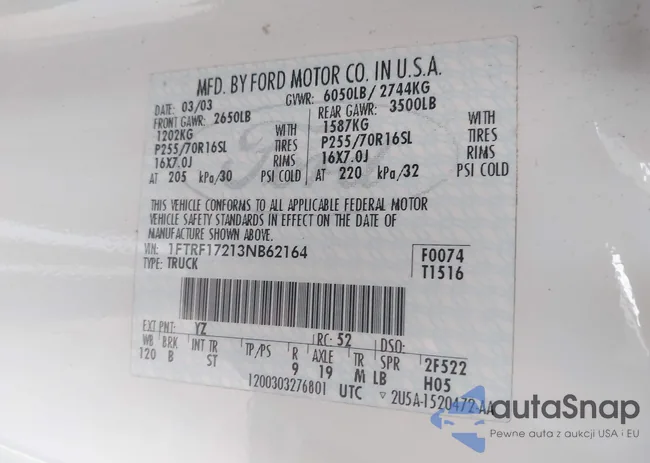 MFD. BY FORD MOTOR CO. IN U.S.A.
DATE: 03/03 GVWR: 6050LB/ 2744KG
FRONT GAWR: 2650LB REAR GAWR: 3500LB
1202KG WITH 1587KG WITH
P255/70R16SL TIRES P255/70R16SL TIRES
16X7.0J RIMS 16X7.0J RIMS
AT 205 kPa/30 PSI COLD AT 220 kPa/32 PSI COLD
THIS VEHICLE CONFORMS TO ALL APPLICABLE FEDERAL MOTOR
VEHICLE SAFETY STANDARDS IN EFFECT ON THE DATE OF
MANUFACTURE SHOWN ABOVE.
VIN: 1FTRF17213NB62164 F0074
TYPE: TRUCK T1516
EXT PNT: YZ RC: 52 DSO:
WB BRK INT TR TP/PS R AXLE TR SPR 2F522
120 B ST 9 19 M LB H05
1200303276801 UTC ▽ 2U5A-1520472-AA
autaSnap
Pewne auta z aukcji USA i EU